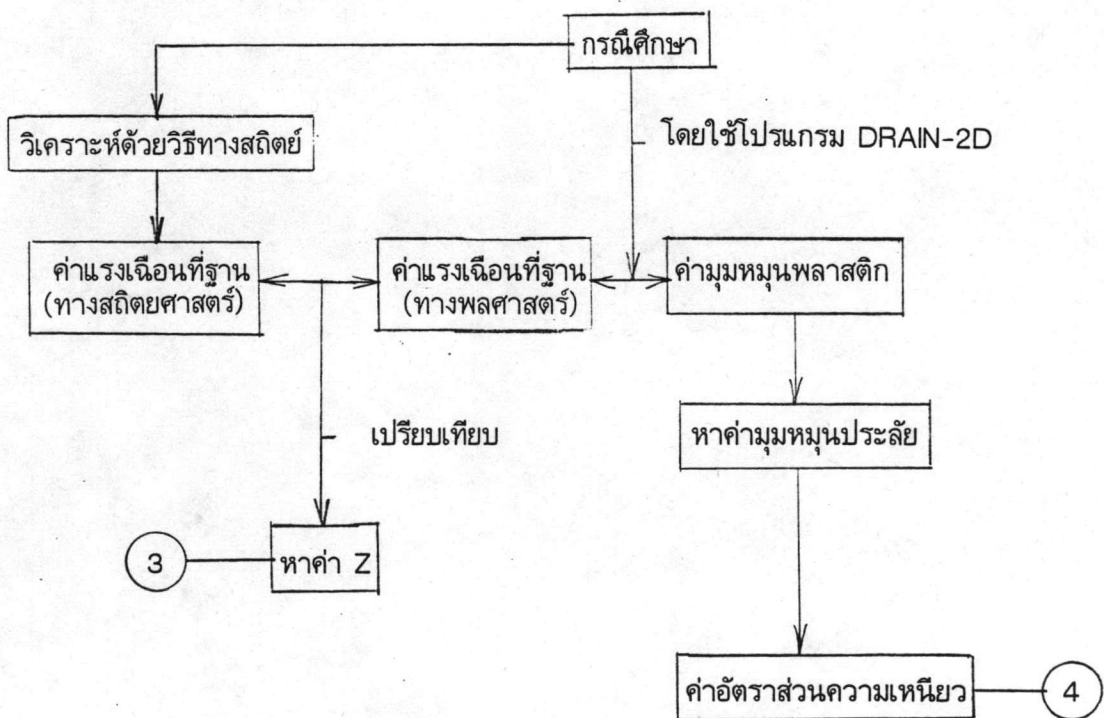 กรณีศึกษา
วิเคราะห์ด้วยวิธีทางสถิตย์
โดยใช้โปรแกรม DRAIN-2D
ค่าแรงเฉือนที่ฐาน
(ทางสถิตยศาสตร์)
ค่าแรงเฉือนที่ฐาน
(ทางพลศาสตร์)
ค่ามุมหมุนพลาสติก
เปรียบเทียบ
หาค่ามุมหมุนประลัย
3
หาค่า Z
ค่าอัตราส่วนความเหนียว
4